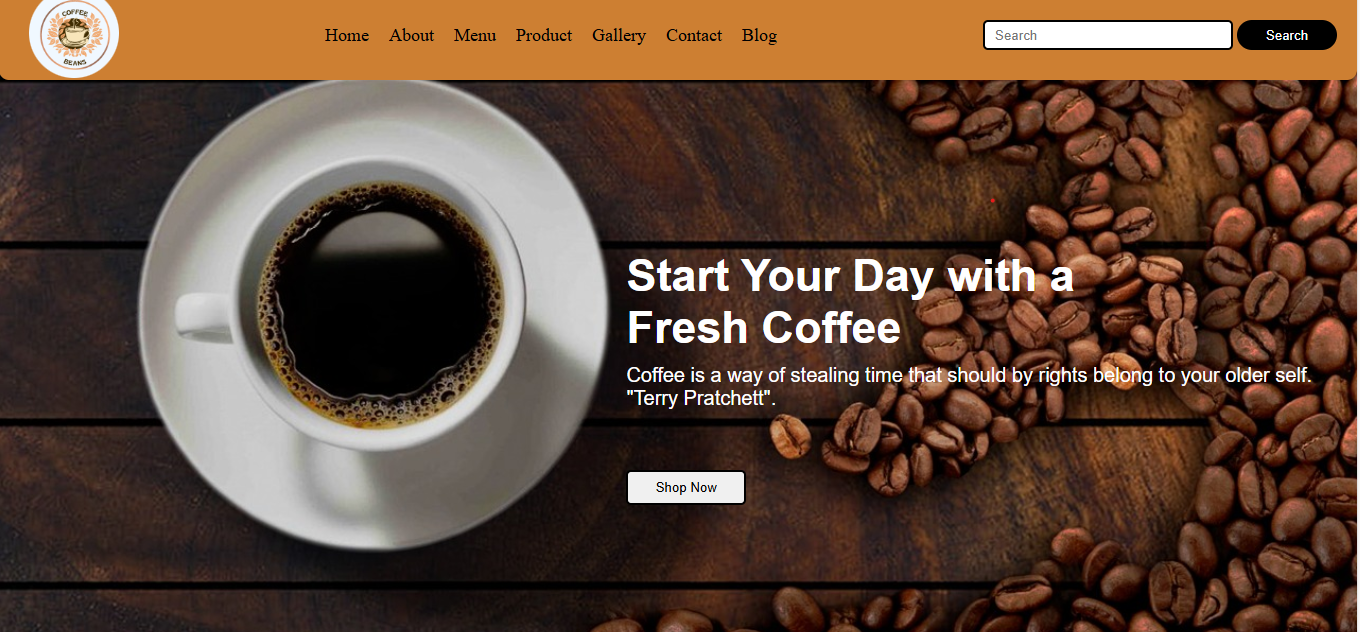 COFFEE
BEANS
Home About Menu Product Gallery Contact Blog
Search
Search
Start Your Day with a
Fresh Coffee
Coffee is a way of stealing time that should by rights belong to your older self.
"Terry Pratchett".
Shop Now